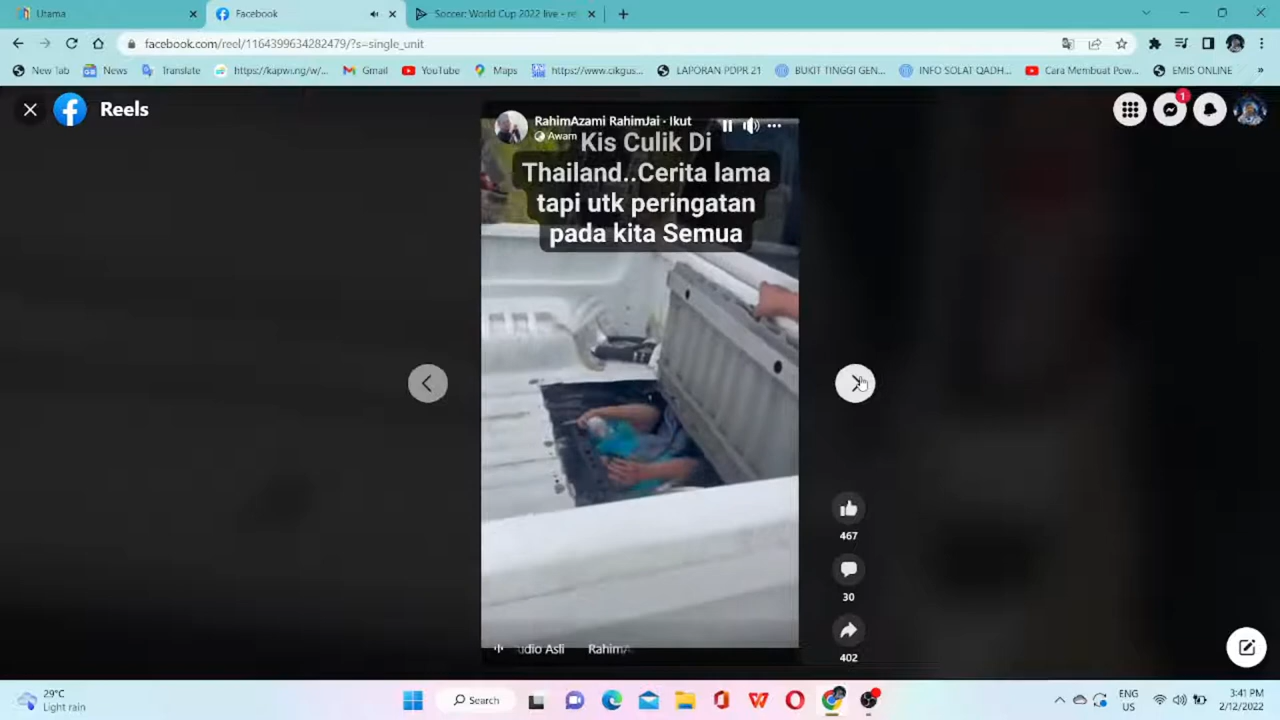 Utama
Facebook
Soccer: World Cup 2022 live - re
facebook.com/reel/1164399634282479/?s=single_unit
New Tab
News
Translate
https://kapwi.ng/w/...
Gmail
YouTube
Maps
https://www.cikgus...
LAPORAN PDPR 21
BUKIT TINGGI GEN...
INFO SOLAT QADH...
Cara Membuat Pow...
EMIS ONLINE
»
Reels
1
RahimAzami RahimJai · Ikut
Awam
Kis Culik Di
Thailand..Cerita lama
tapi utk peringatan
pada kita Semua
467
30
402
udio Asli RahimA
29°C
Light rain
Search
ENG
US
3:41 PM
2/12/2022